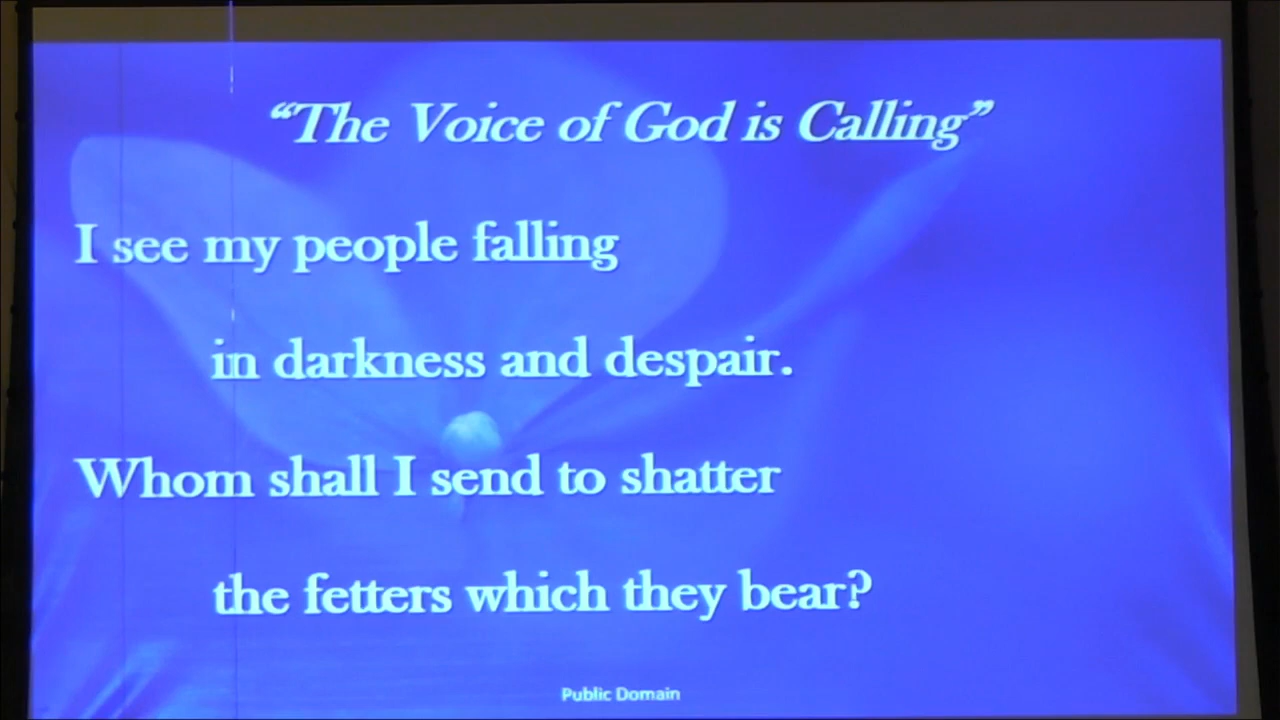 “The Voice of God is Calling”
I see my people falling
in darkness and despair.
Whom shall I send to shatter
the fetters which they bear?
Public Domain